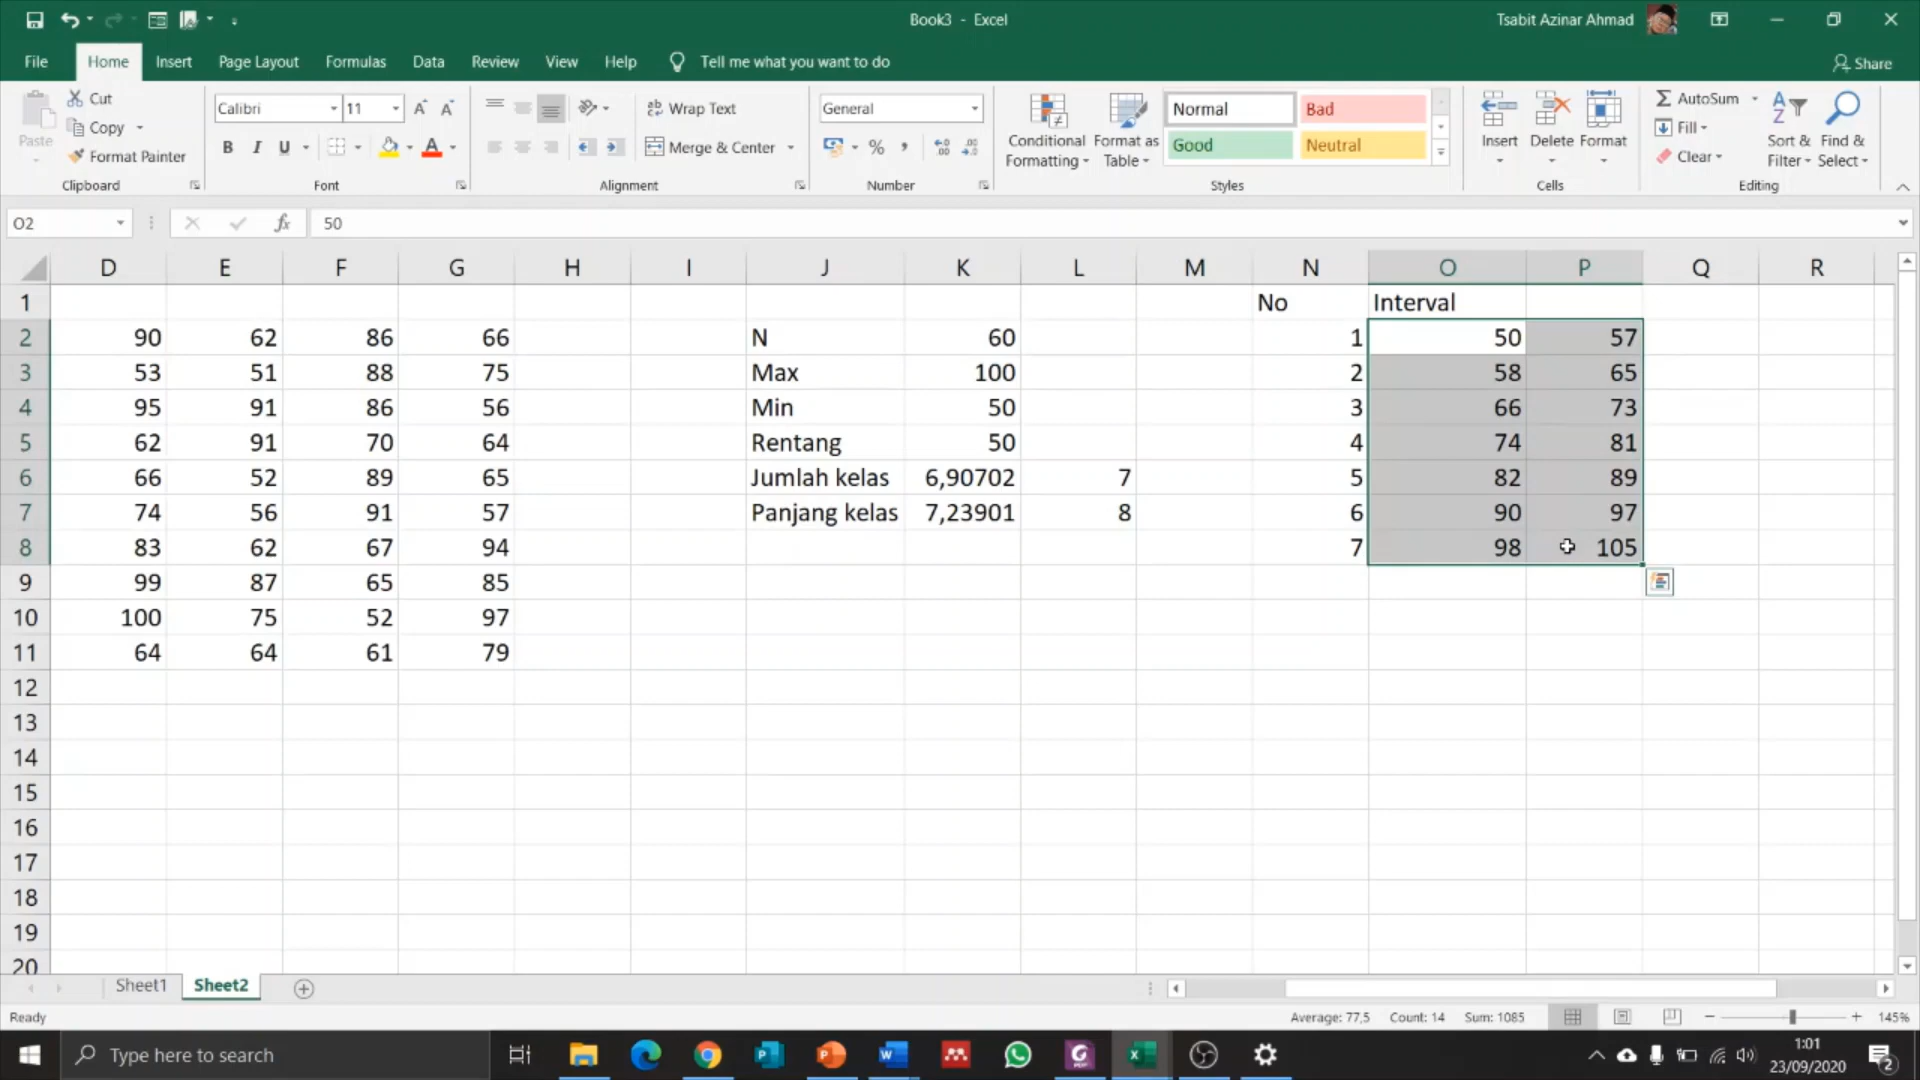 Book3 - Excel
Tsabit Azinar Ahmad
File Home Insert Page Layout Formulas Data Review View Help Tell me what you want to do
Share
Paste
Cut
Copy
Format Painter
Clipboard
Calibri 11
B I U A
Font
Wrap Text
Merge & Center
Alignment
General
% ,
Number
Conditional Formatting
Format as Table
Normal Bad
Good Neutral
Styles
Insert Delete Format
Cells
AutoSum
Fill
Clear
Sort & Filter
Find & Select
Editing
O2 fx 50
D E F G H I J K L M N O P Q R
1 No Interval
2 90 62 86 66 N 60 1 50 57
3 53 51 88 75 Max 100 2 58 65
4 95 91 86 56 Min 50 3 66 73
5 62 91 70 64 Rentang 50 4 74 81
6 66 52 89 65 Jumlah kelas 6,90702 7 5 82 89
7 74 56 91 57 Panjang kelas 7,23901 8 6 90 97
8 83 62 67 94 7 98 105
9 99 87 65 85
10 100 75 52 97
11 64 64 61 79
12
13
14
15
16
17
18
19
20
Sheet1 Sheet2
Ready Average: 77,5 Count: 14 Sum: 1085 145%
Type here to search
1:01
23/09/2020
2